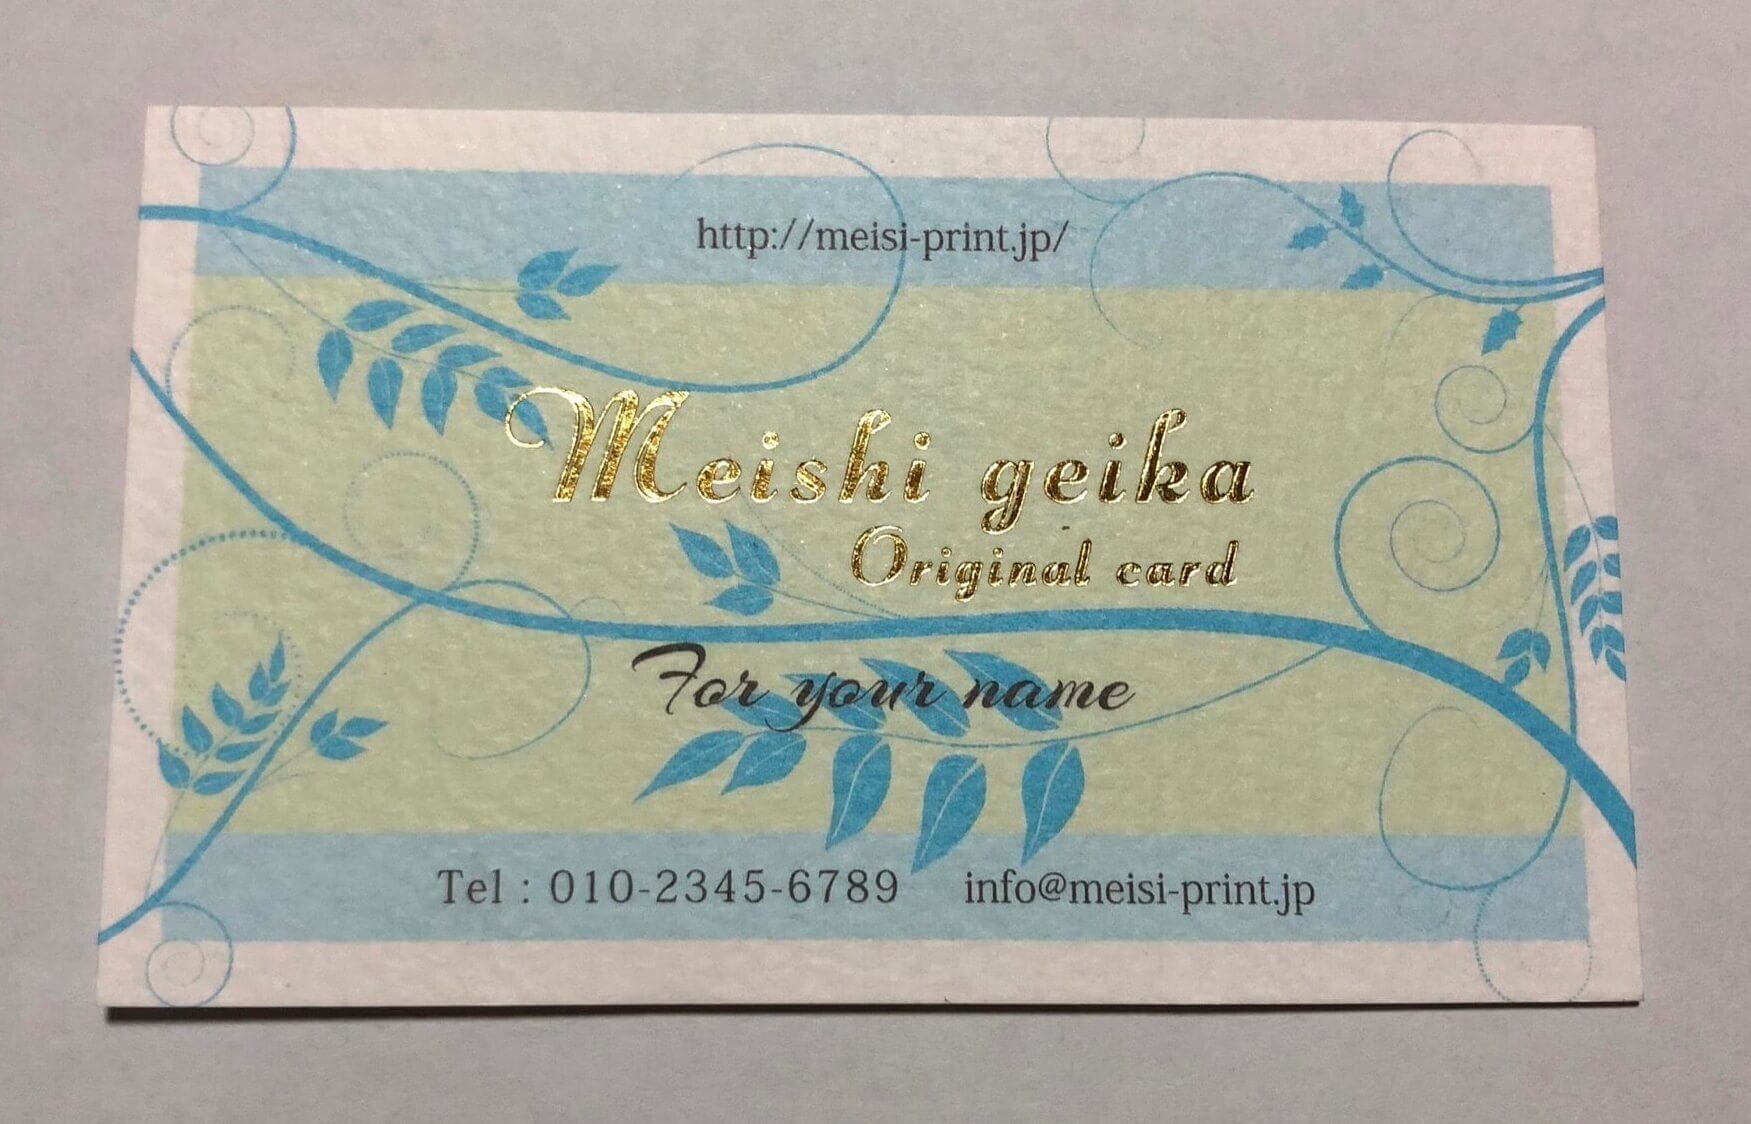 http://meisi-print.jp/
Meishi geika
Original card
For your name
Tel : 010-2345-6789 info@meisi-print.jp